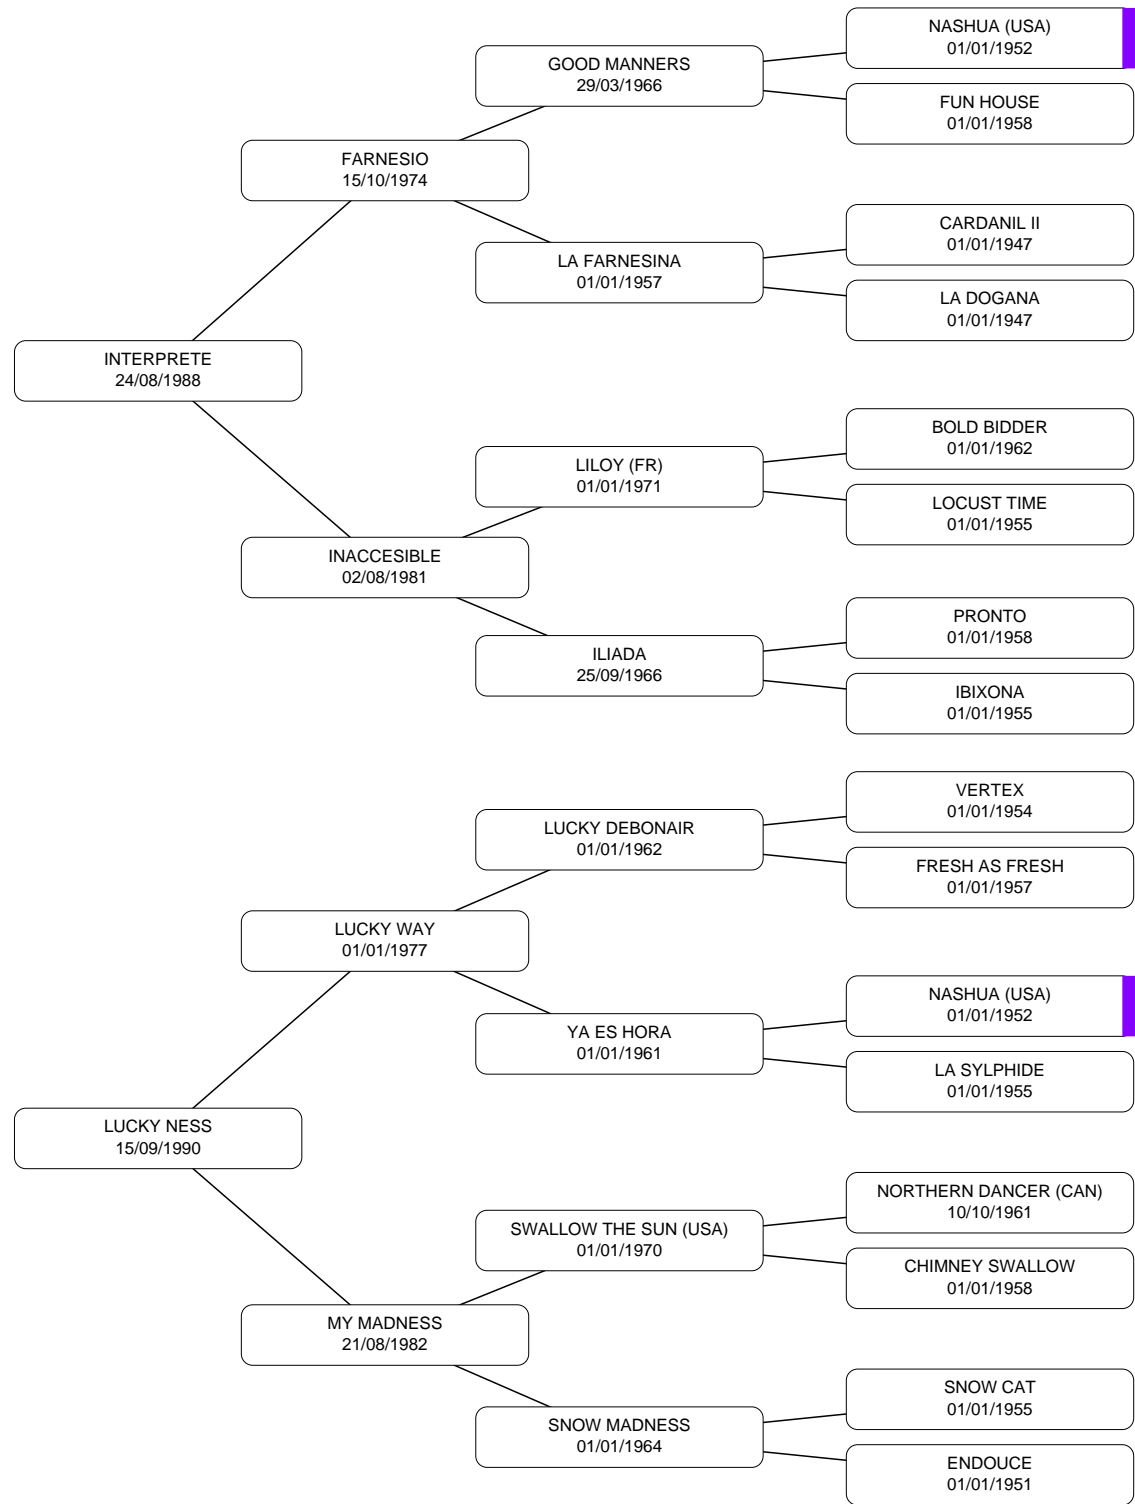 NASHUA (USA)
01/01/1952
GOOD MANNERS
29/03/1966
FUN HOUSE
01/01/1958
FARNESIO
15/10/1974
CARDANIL II
01/01/1947
LA FARNESINA
01/01/1957
LA DOGANA
01/01/1947
INTERPRETE
24/08/1988
BOLD BIDDER
01/01/1962
LILOY (FR)
01/01/1971
LOCUST TIME
01/01/1955
INACCESIBLE
02/08/1981
PRONTO
01/01/1958
ILIADA
25/09/1966
IBIXONA
01/01/1955
VERTEX
01/01/1954
LUCKY DEBONAIR
01/01/1962
FRESH AS FRESH
01/01/1957
LUCKY WAY
01/01/1977
NASHUA (USA)
01/01/1952
YA ES HORA
01/01/1961
LA SYLPHIDE
01/01/1955
LUCKY NESS
15/09/1990
NORTHERN DANCER (CAN)
10/10/1961
SWALLOW THE SUN (USA)
01/01/1970
CHIMNEY SWALLOW
01/01/1958
MY MADNESS
21/08/1982
SNOW CAT
01/01/1955
SNOW MADNESS
01/01/1964
ENDOUCE
01/01/1951